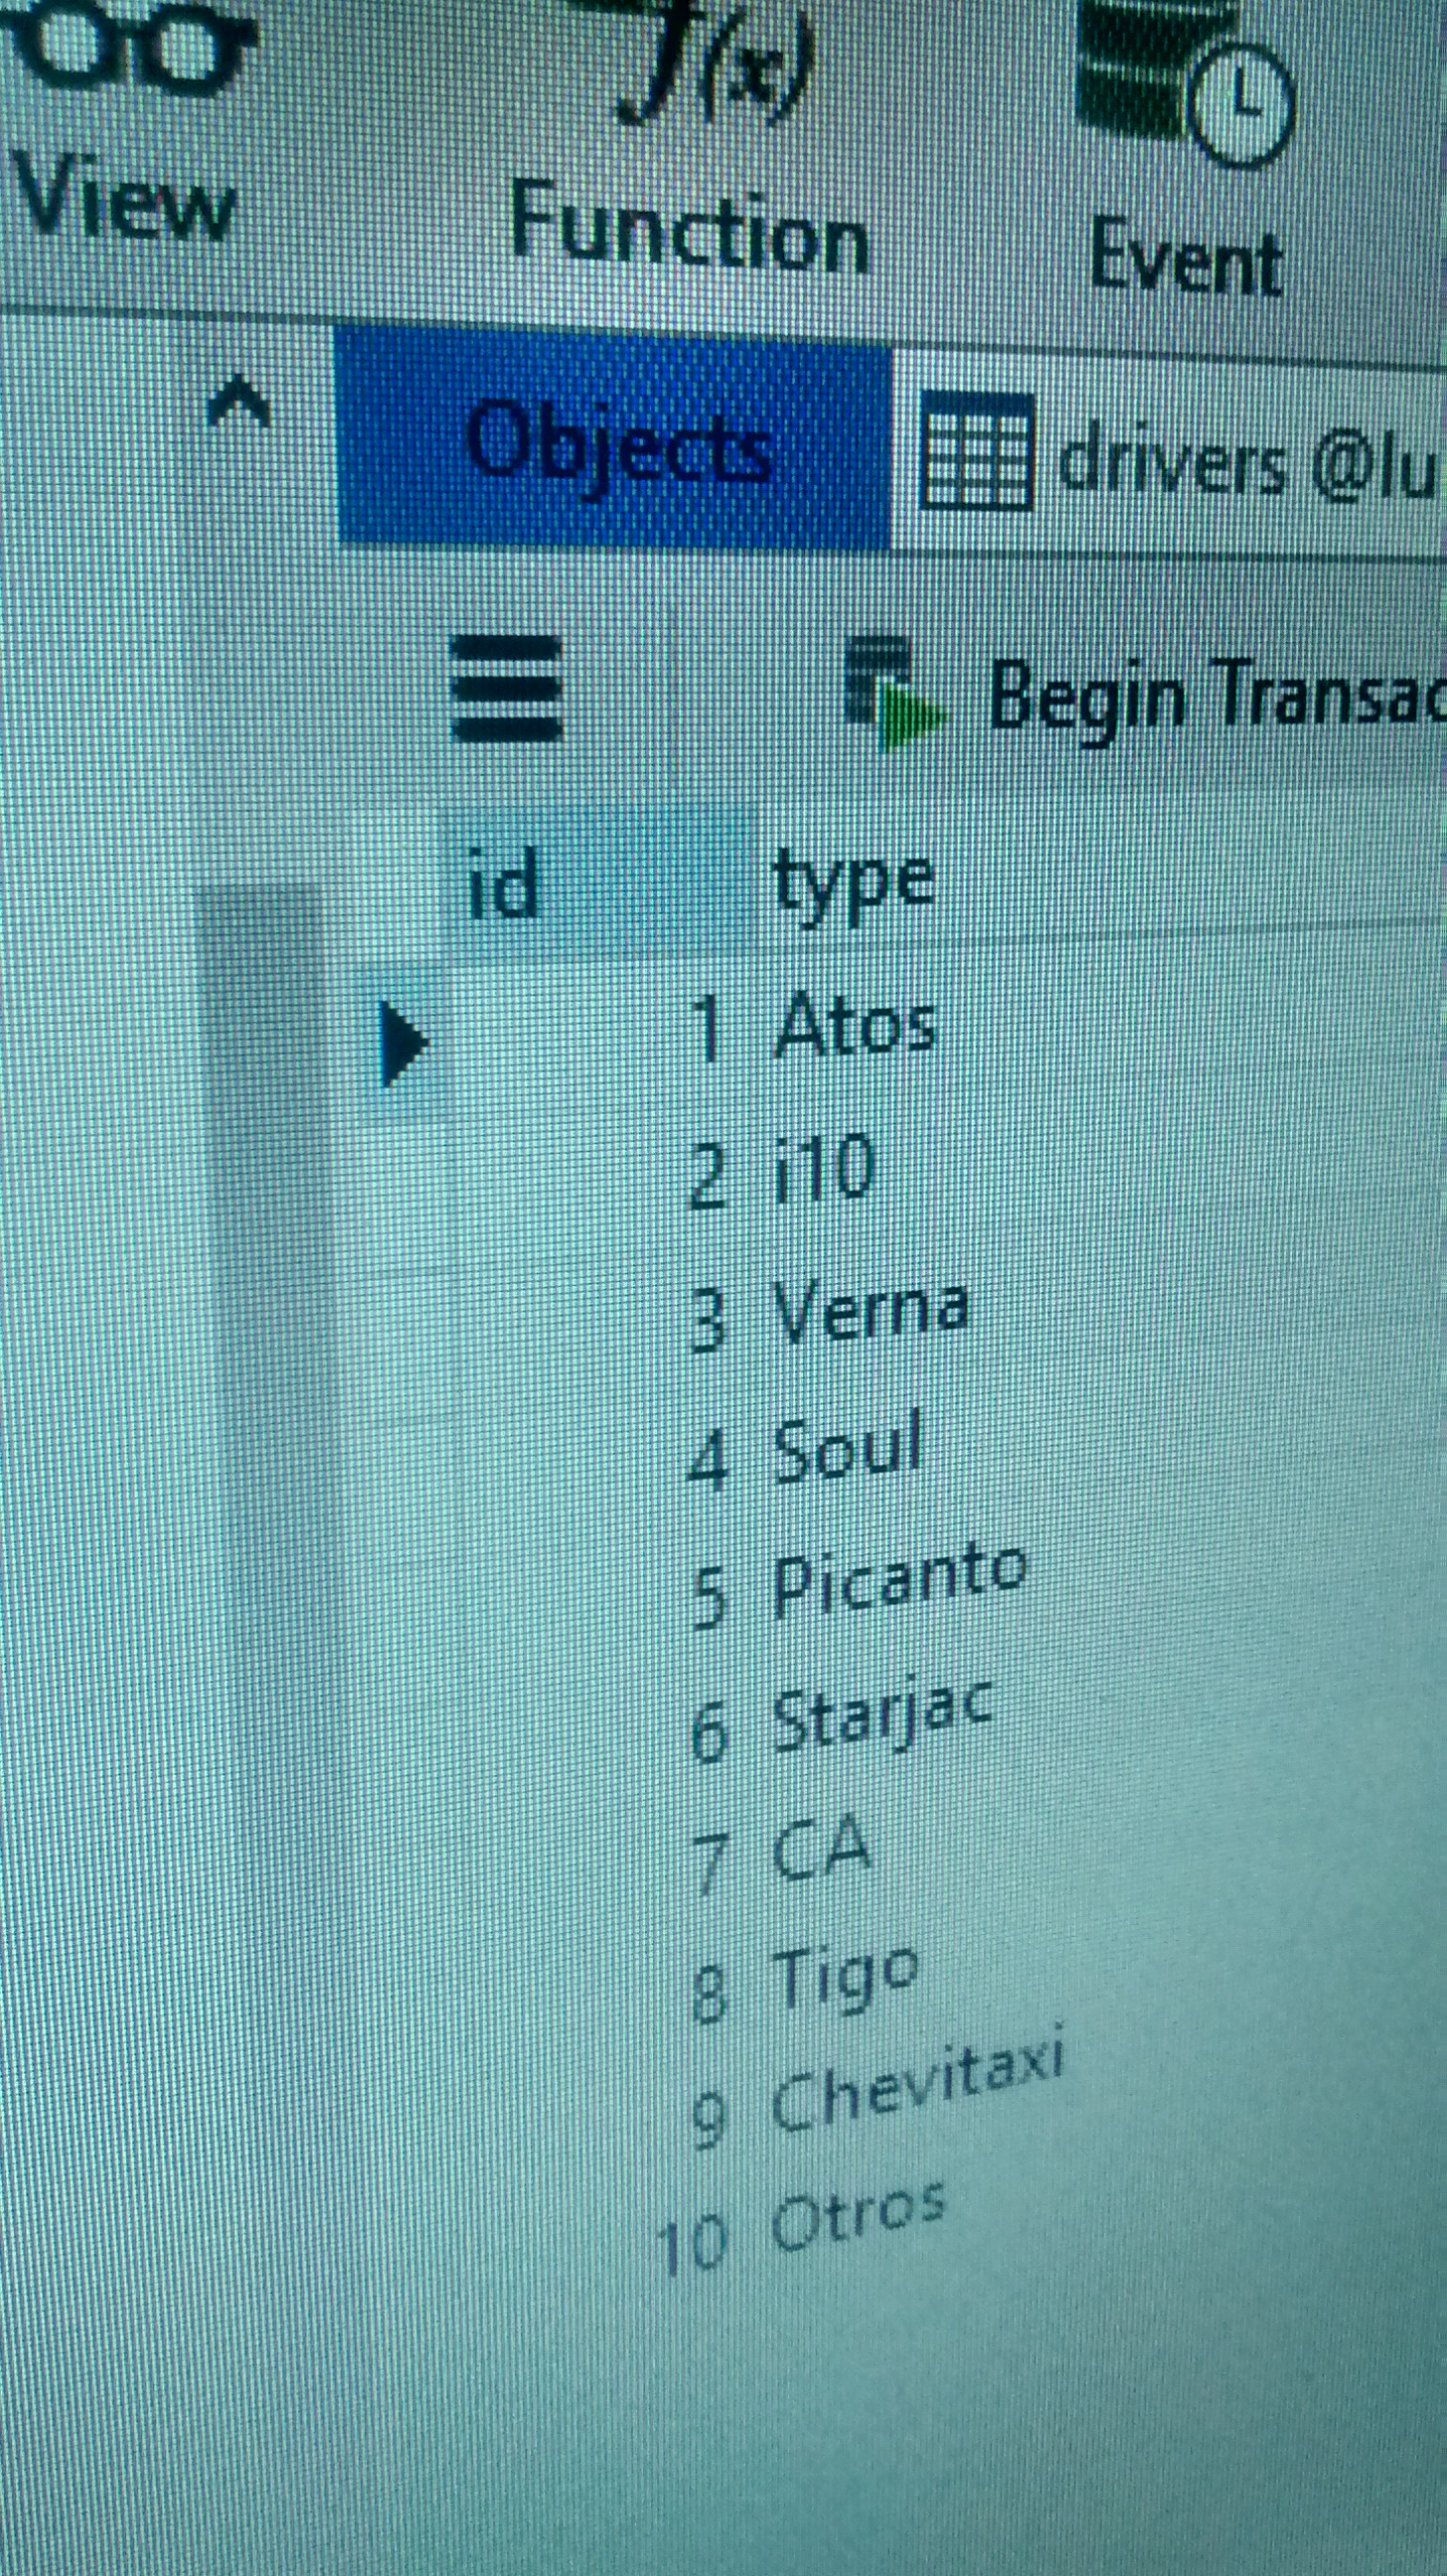 View Function Event
Objects drivers @lu
Begin Transac
id type
1 Atos
2 i10
3 Verna
4 Soul
5 Picanto
6 Starjac
7 CA
8 Tigo
9 Chevitaxi
10 Otros